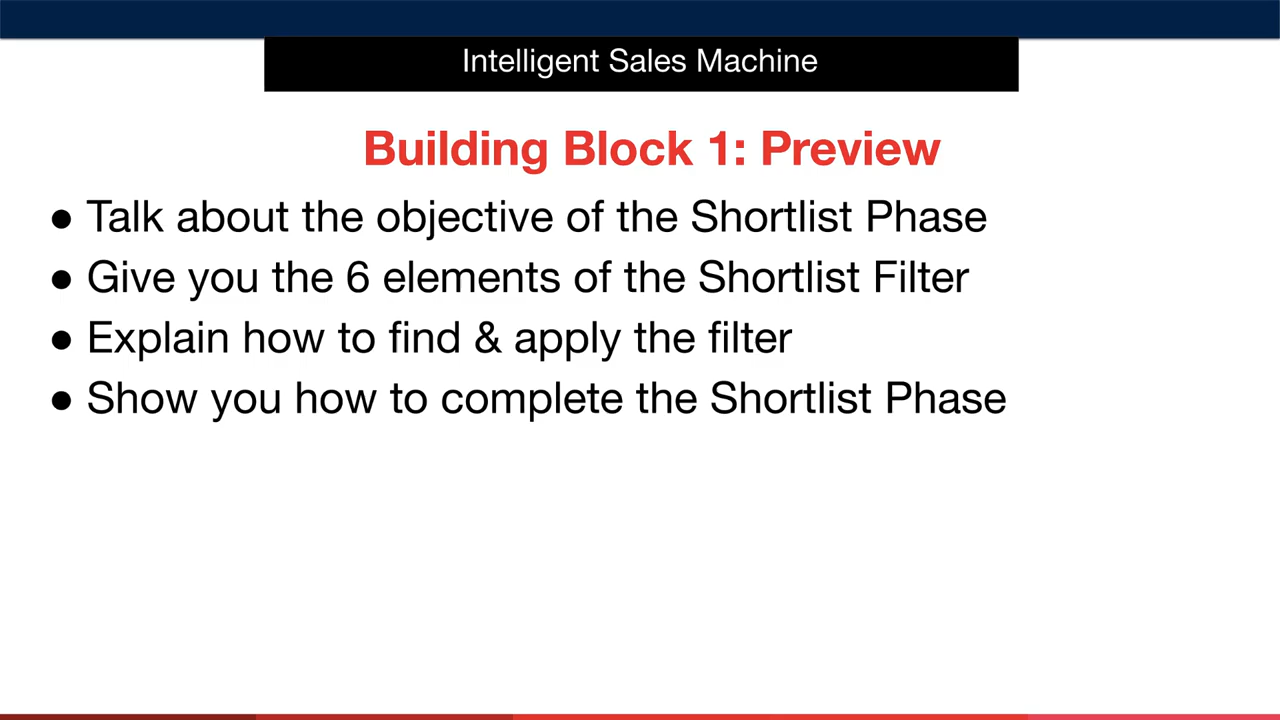 Intelligent Sales Machine
Building Block 1: Preview
● Talk about the objective of the Shortlist Phase
● Give you the 6 elements of the Shortlist Filter
● Explain how to find & apply the filter
● Show you how to complete the Shortlist Phase